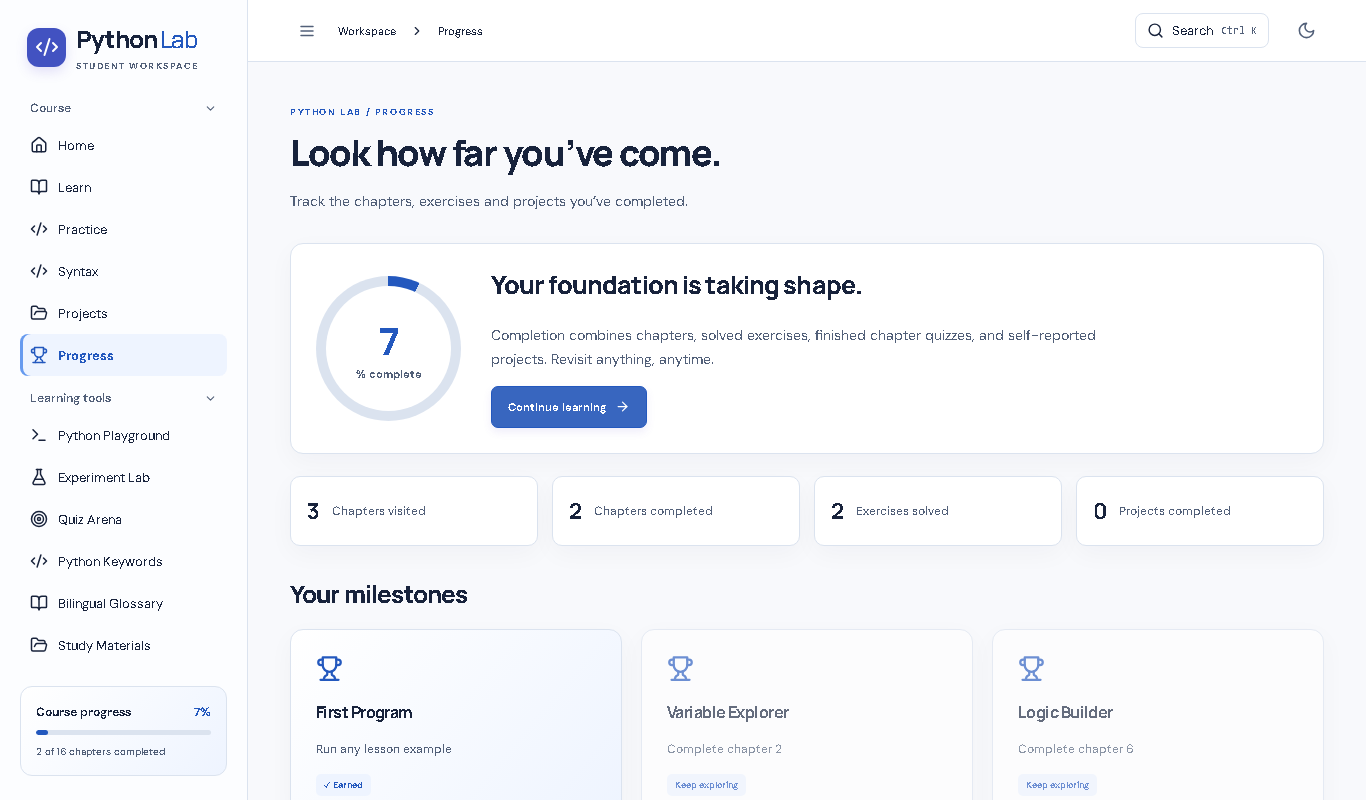 Python Lab
STUDENT WORKSPACE
Course
Home
Learn
Practice
Syntax
Projects
Progress
Learning tools
Python Playground
Experiment Lab
Quiz Arena
Python Keywords
Bilingual Glossary
Study Materials
Course progress 7%
2 of 16 chapters completed
Workspace > Progress
Search Ctrl K
PYTHON LAB / PROGRESS
Look how far you’ve come.
Track the chapters, exercises and projects you’ve completed.
7
% complete
Your foundation is taking shape.
Completion combines chapters, solved exercises, finished chapter quizzes, and self-reported
projects. Revisit anything, anytime.
Continue learning →
3 Chapters visited
2 Chapters completed
2 Exercises solved
0 Projects completed
Your milestones
First Program
Run any lesson example
✓ Earned
Variable Explorer
Complete chapter 2
Keep exploring
Logic Builder
Complete chapter 6
Keep exploring